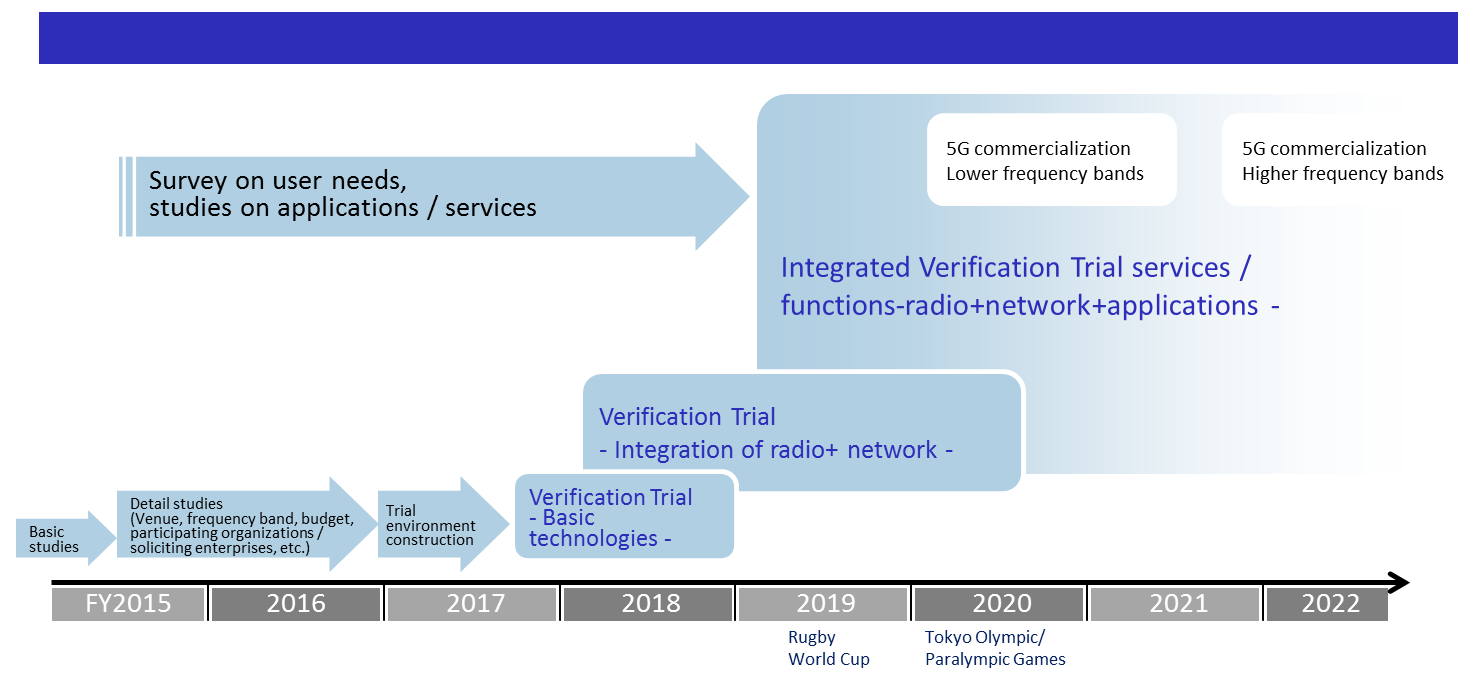 5G commercialization
Lower frequency bands
5G commercialization
Higher frequency bands
Survey on user needs,
studies on applications / services
Integrated Verification Trial services /
functions-radio+network+applications -
Verification Trial
- Integration of radio+ network -
Verification Trial
- Basic
technologies -
Basic
studies
Detail studies
(Venue, frequency band, budget,
participating organizations /
soliciting enterprises, etc.)
Trial
environment
construction
FY2015
2016
2017
2018
2019
2020
2021
2022
Rugby
World Cup
Tokyo Olympic/
Paralympic Games